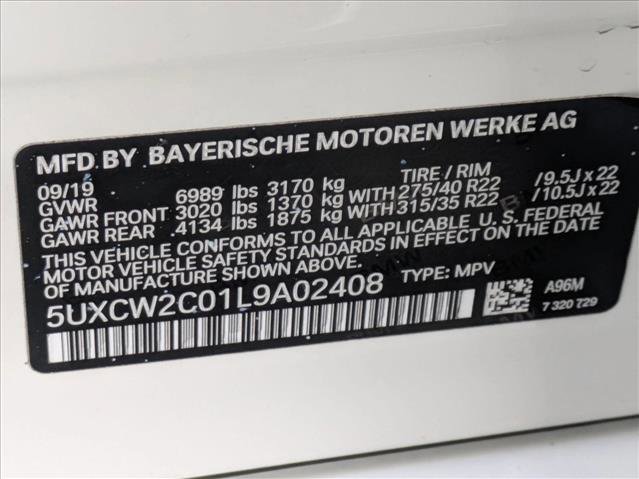 MFD BY BAYERISCHE MOTOREN WERKE AG
09/19 TIRE / RIM
GVWR 6989 lbs 3170 kg
GAWR FRONT 3020 lbs 1370 kg WITH 275/40 R22 /9.5J x 22
GAWR REAR 4134 lbs 1875 kg WITH 315/35 R22 /10.5J x 22
THIS VEHICLE CONFORMS TO ALL APPLICABLE U.S. FEDERAL
MOTOR VEHICLE SAFETY STANDARDS IN EFFECT ON THE DATE
OF MANUFACTURE SHOWN ABOVE.
5UXCW2C01L9A02408 TYPE: MPV
A96M
7 320 729